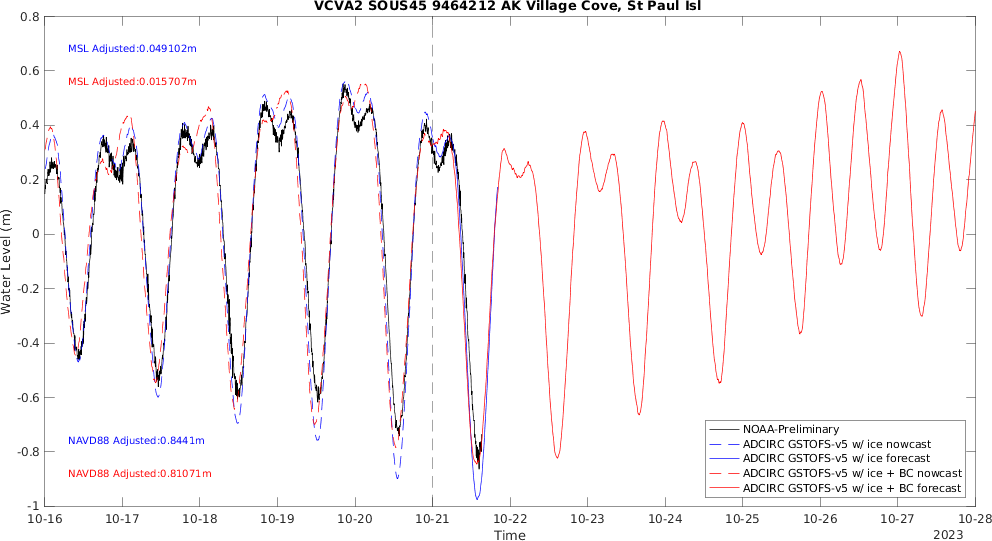 VCVA2 SOUS45 9464212 AK Village Cove, St Paul Isl
MSL Adjusted:0.049102m
MSL Adjusted:0.015707m
NAVD88 Adjusted:0.8441m
NAVD88 Adjusted:0.81071m
Water Level (m)
0.8
0.6
0.4
0.2
0
-0.2
-0.4
-0.6
-0.8
-1
NOAA-Preliminary
ADCIRC GSTOFS-v5 w/ ice nowcast
ADCIRC GSTOFS-v5 w/ ice forecast
ADCIRC GSTOFS-v5 w/ ice + BC nowcast
ADCIRC GSTOFS-v5 w/ ice + BC forecast
10-16 10-17 10-18 10-19 10-20 10-21 10-22 10-23 10-24 10-25 10-26 10-27 10-28
Time
2023